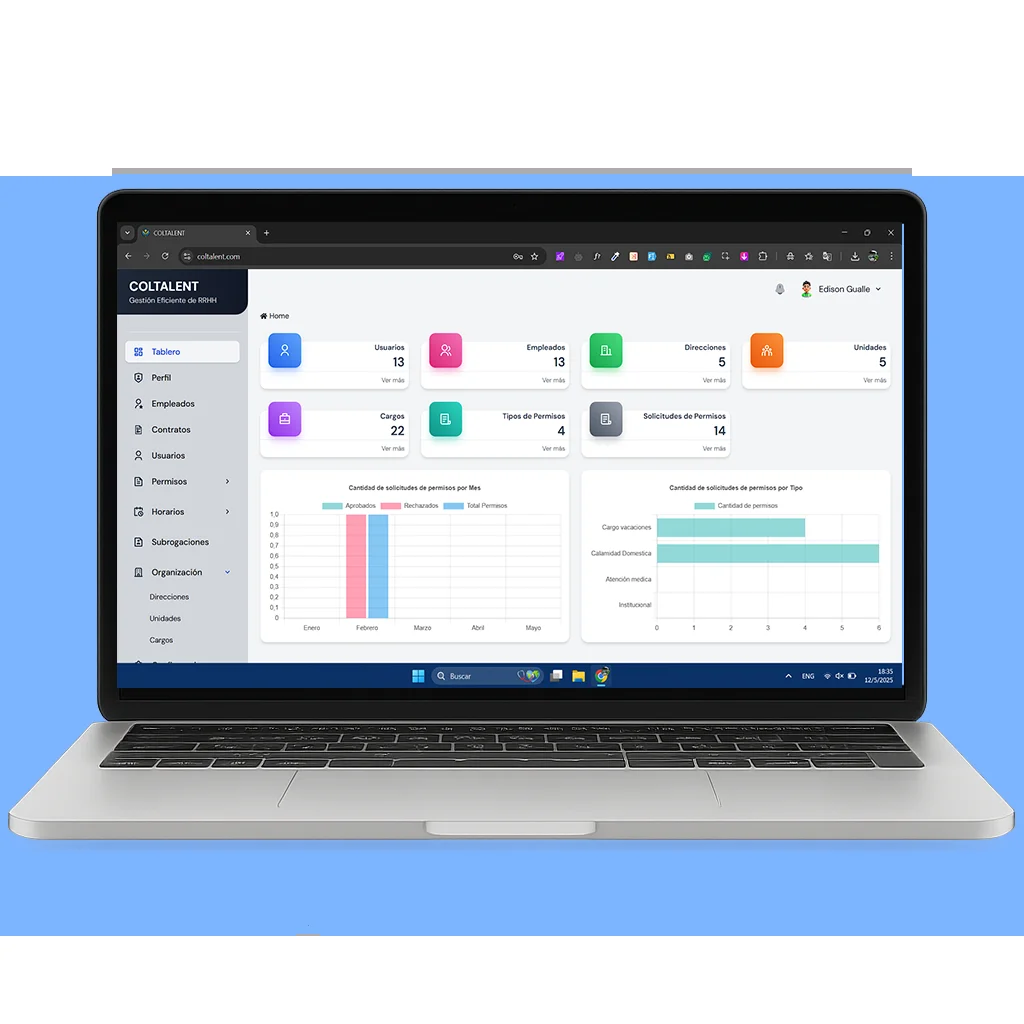 COLTALENT
coltalent.com
COLTALENT
Gestión Eficiente de RRHH
Edison Gualle
Home
Tablero
Perfil
Empleados
Contratos
Usuarios
Permisos
Horarios
Subrogaciones
Organización
Direcciones
Unidades
Cargos
Usuarios
13
Ver más
Empleados
13
Ver más
Direcciones
5
Ver más
Unidades
5
Ver más
Cargos
22
Ver más
Tipos de Permisos
4
Ver más
Solicitudes de Permisos
14
Ver más
Cantidad de solicitudes de permisos por Mes
Aprobados Rechazados Total Permisos
1,0
0,9
0,8
0,7
0,6
0,5
0,4
0,3
0,2
0,1
0
Enero Febrero Marzo Abril Mayo
Cantidad de solicitudes de permisos por Tipo
Cantidad de permisos
Cargo vacaciones
Calamidad Domestica
Atención medica
Institucional
0 1 2 3 4 5 6
Buscar
ENG
18:35
12/5/2025